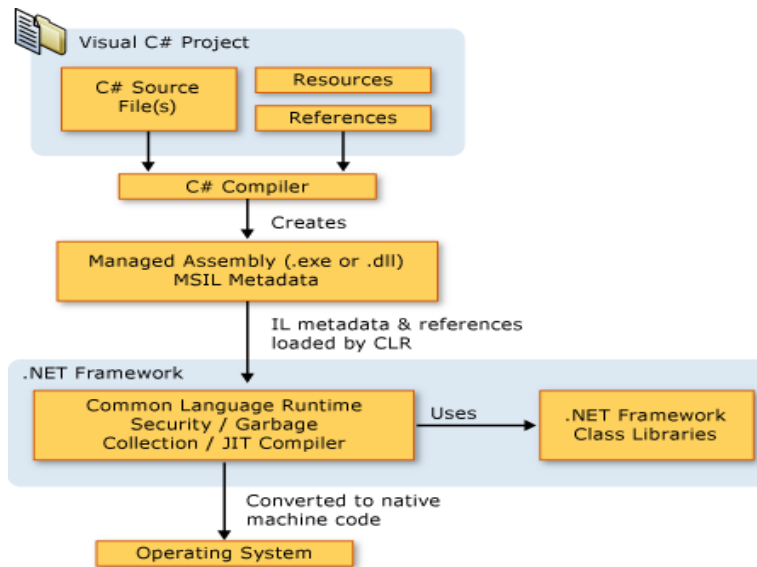 Visual C# Project
C# Source
File(s)
Resources
References
C# Compiler
Creates
Managed Assembly (.exe or .dll)
MSIL Metadata
IL metadata & references
loaded by CLR
.NET Framework
Common Language Runtime
Security / Garbage
Collection / JIT Compiler
Uses
.NET Framework
Class Libraries
Converted to native
machine code
Operating System